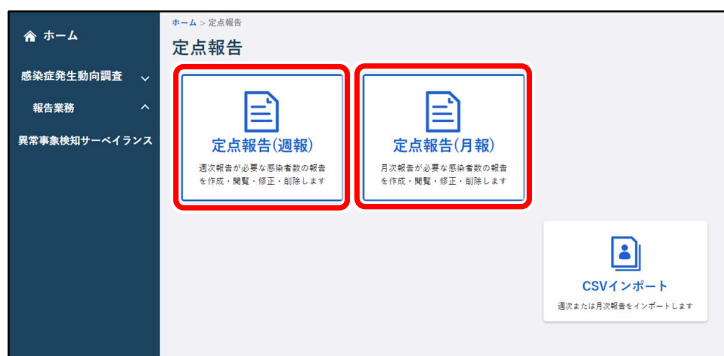 ホーム
感染症発生動向調査
報告業務
異常事象検知サーベイランス
ホーム > 定点報告
定点報告
定点報告(週報)
週次報告が必要な感染者数の報告
を作成・閲覧・修正・削除します
定点報告(月報)
月次報告が必要な感染者数の報告
を作成・閲覧・修正・削除します
CSVインポート
週次または月次報告をインポートします